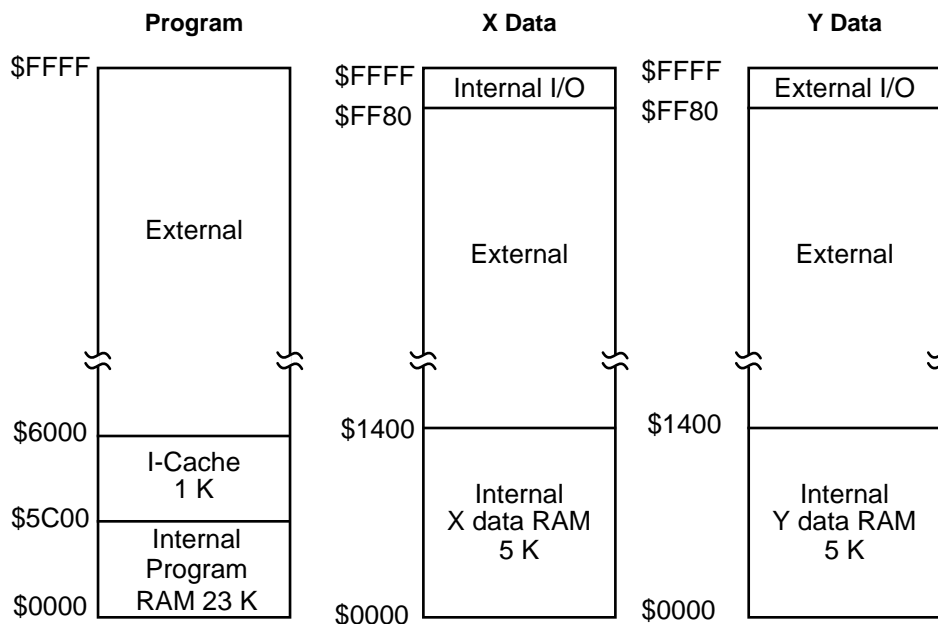 Program
$FFFF
External
$6000
I-Cache
1 K
$5C00
Internal
Program
RAM 23 K
$0000
X Data
$FFFF
Internal I/O
$FF80
External
$1400
Internal
X data RAM
5 K
$0000
Y Data
$FFFF
External I/O
$FF80
External
$1400
Internal
Y data RAM
5 K
$0000